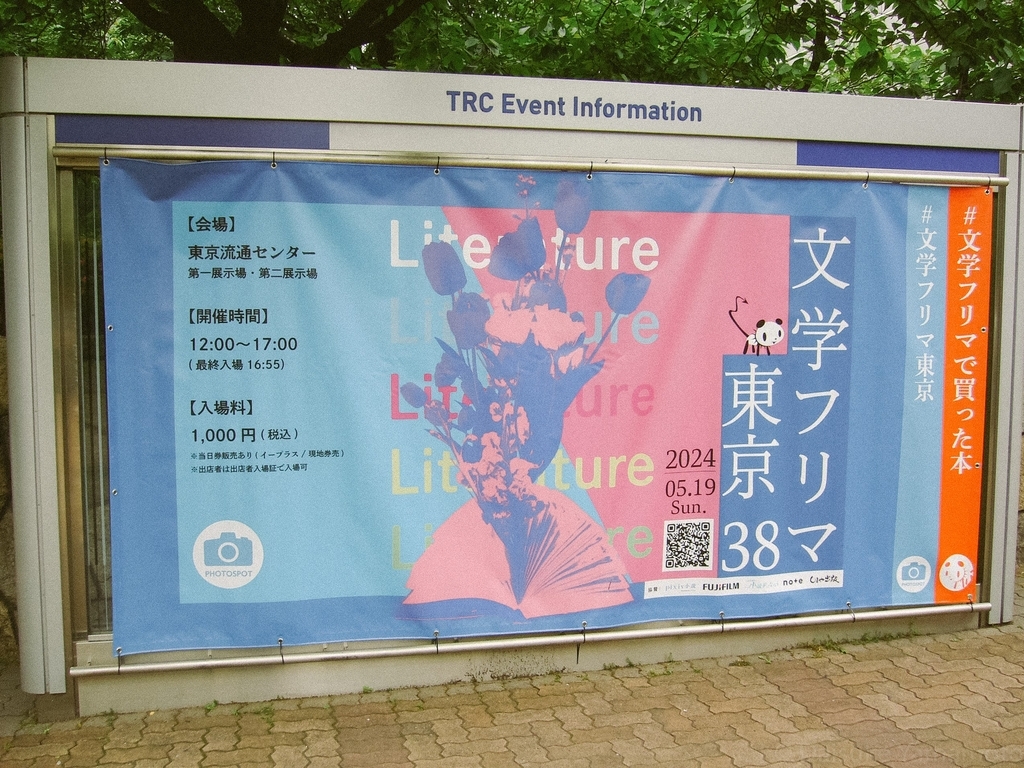 TRC Event Information
【会場】
東京流通センター
第一展示場・第二展示場
【開催時間】
12:00〜17:00
(最終入場 16:55)
【入場料】
1,000 円 (税込)
※当日券販売あり(イープラス / 現地券売)
※出店者は出店者入場証で入場可
PHOTOSPOT
Literature
Literature
Literature
Literature
Literature
文学フリマ
東京
38
2024
05.19
Sun.
協賛:
FUJIFILM
note
#文学フリマ東京
#文学フリマで買った本
PHOTOSPOT